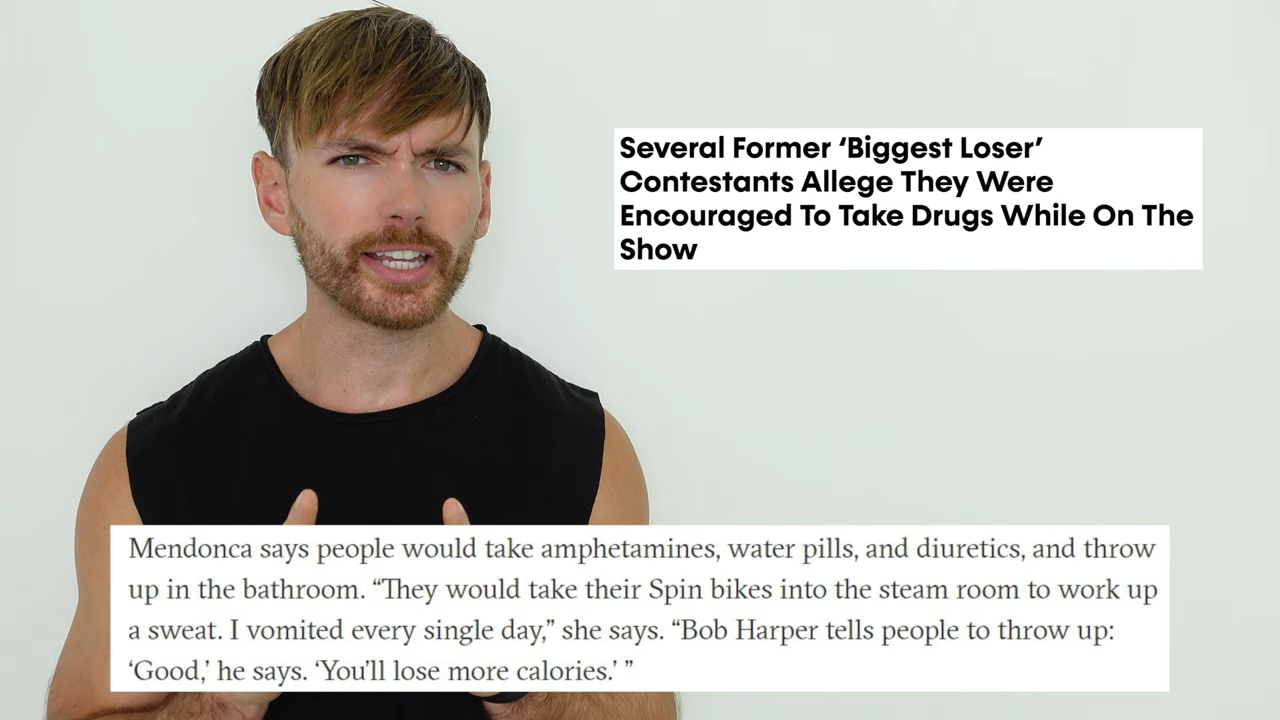 Several Former ‘Biggest Loser’
Contestants Allege They Were
Encouraged To Take Drugs While On The
Show
Mendonca says people would take amphetamines, water pills, and diuretics, and throw
up in the bathroom. “They would take their Spin bikes into the steam room to work up
a sweat. I vomited every single day,” she says. “Bob Harper tells people to throw up:
‘Good,’ he says. ‘You’ll lose more calories.’ ”